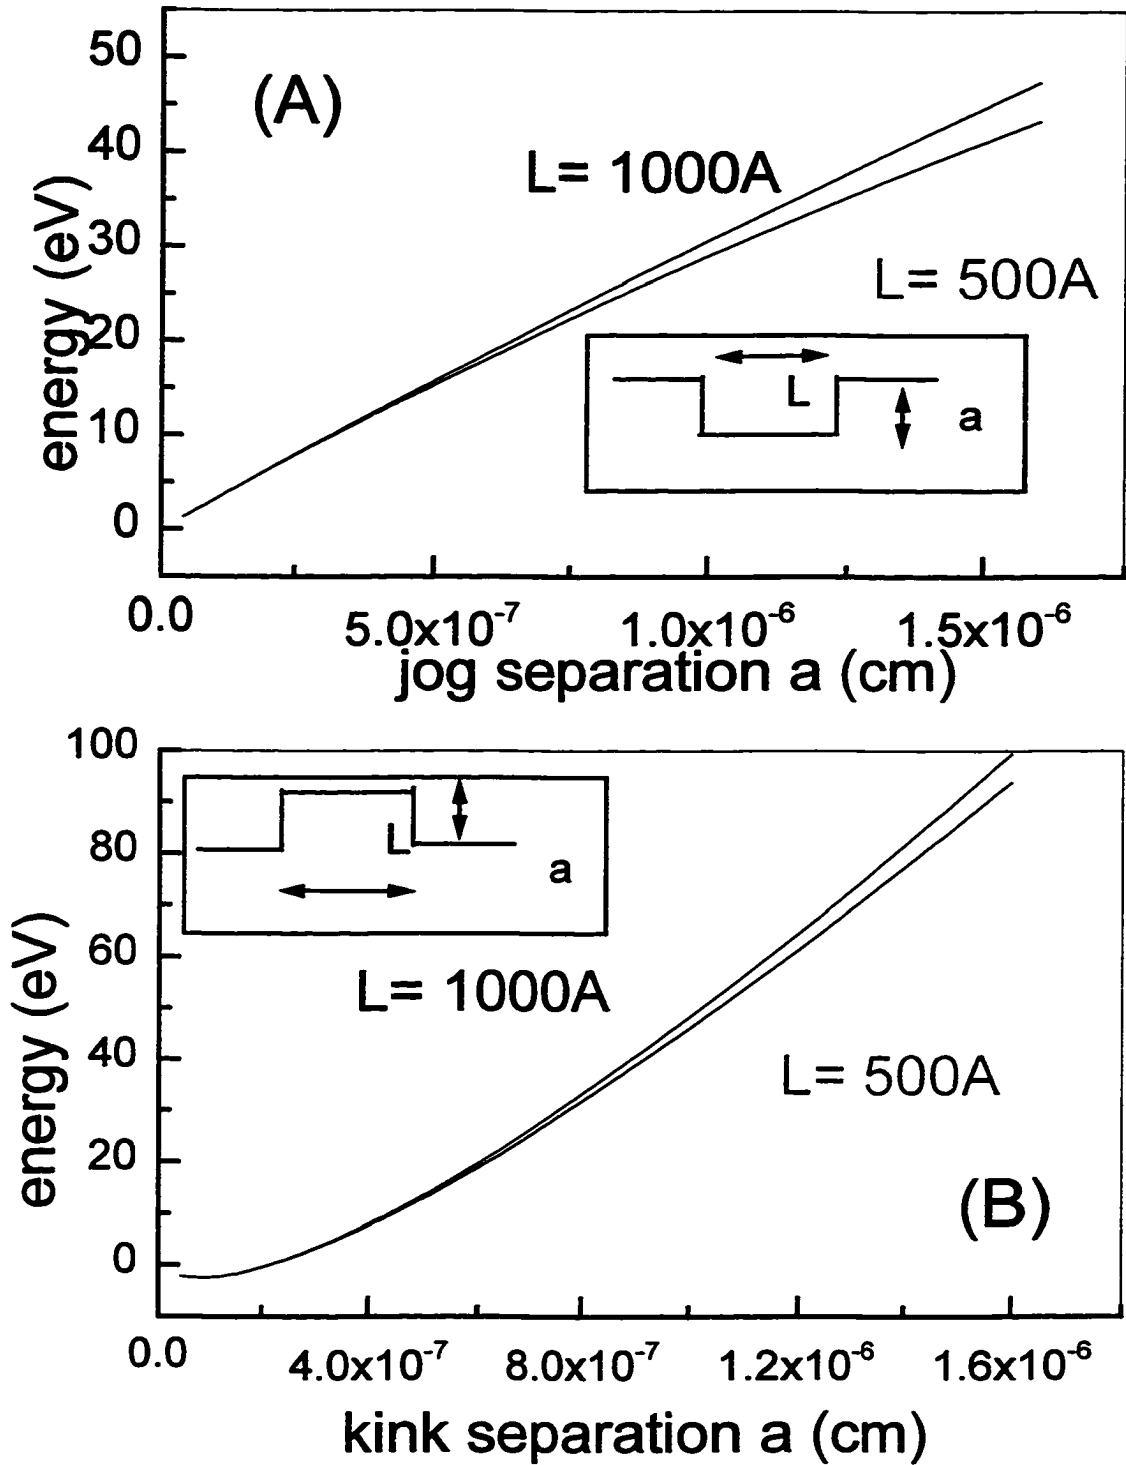 50
(A)
40
L= 1000A
30
L= 500A
20
L
a
10
0
energy (eV)
0.0
5.0x10⁻⁷
1.0x10⁻⁶
1.5x10⁻⁶
jog separation a (cm)
100
80
L
a
60
L= 1000A
40
L= 500A
20
(B)
0
energy (eV)
0.0
4.0x10⁻⁷
8.0x10⁻⁷
1.2x10⁻⁶
1.6x10⁻⁶
kink separation a (cm)